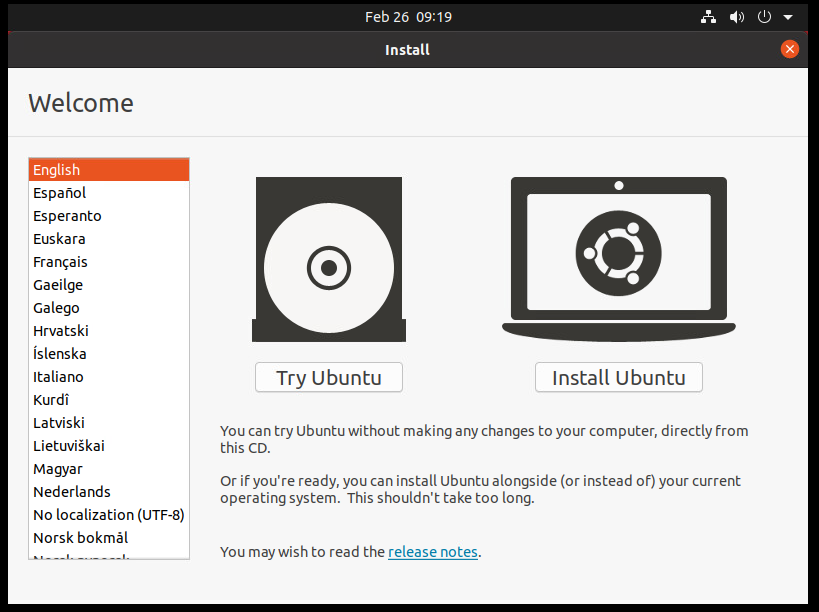 Feb 26  09:19
Install
Welcome
English
Español
Esperanto
Euskara
Français
Gaeilge
Galego
Hrvatski
Íslenska
Italiano
Kurdî
Latviski
Lietuviškai
Magyar
Nederlands
No localization (UTF-8)
Norsk bokmål
Try Ubuntu
Install Ubuntu
You can try Ubuntu without making any changes to your computer, directly from
this CD.
Or if you're ready, you can install Ubuntu alongside (or instead of) your current
operating system.  This shouldn't take too long.
You may wish to read the release notes.